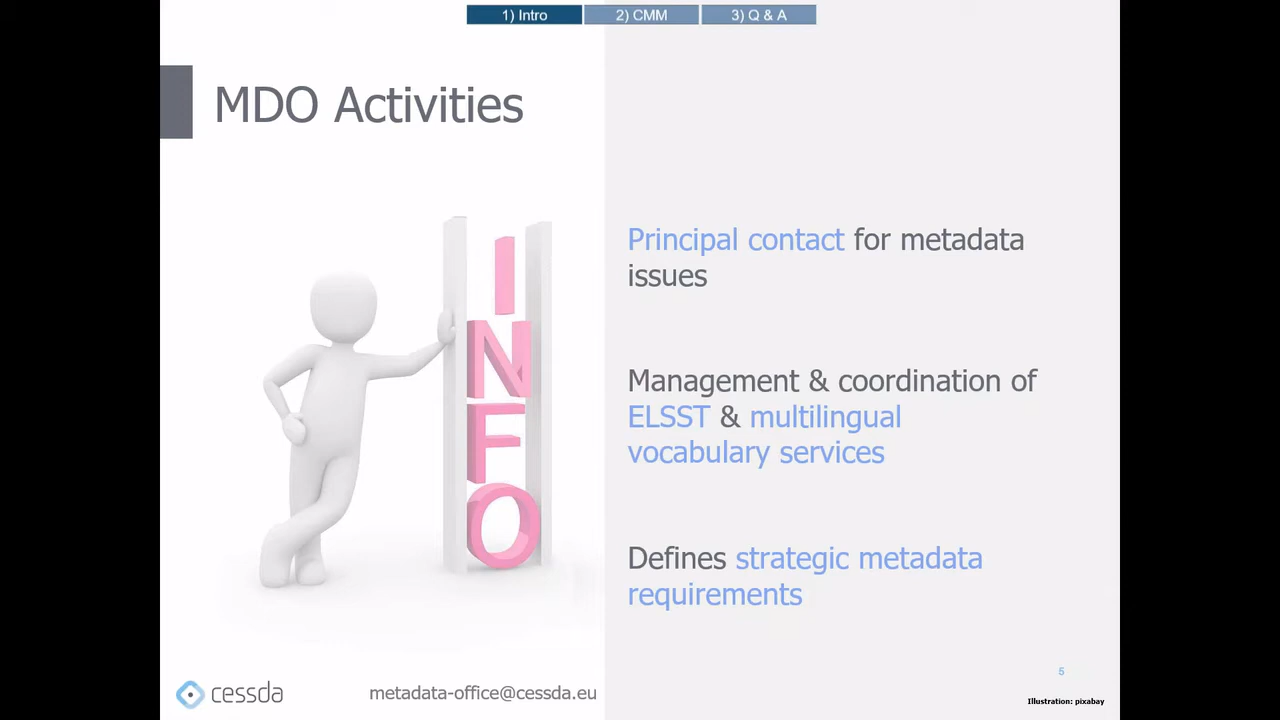 1) Intro 2) CMM 3) Q & A
MDO Activities
I
N
F
O
Principal contact for metadata
issues
Management & coordination of
ELSST & multilingual
vocabulary services
Defines strategic metadata
requirements
cessda
metadata-office@cessda.eu
5
Illustration: pixabay